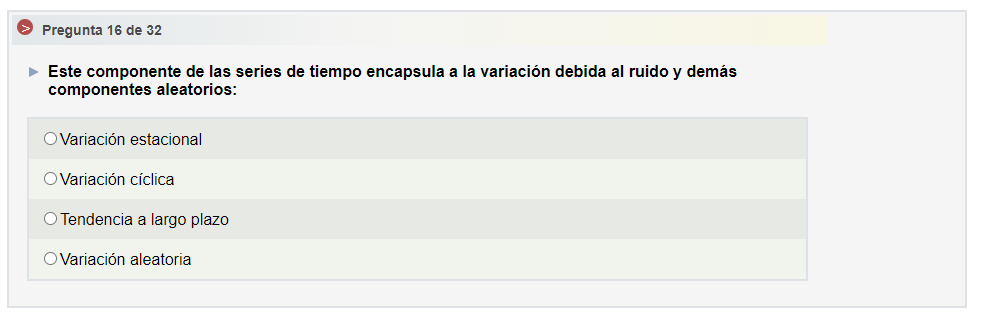 Pregunta 16 de 32
Este componente de las series de tiempo encapsula a la variación debida al ruido y demás
componentes aleatorios:
Variación estacional
Variación cíclica
Tendencia a largo plazo
Variación aleatoria